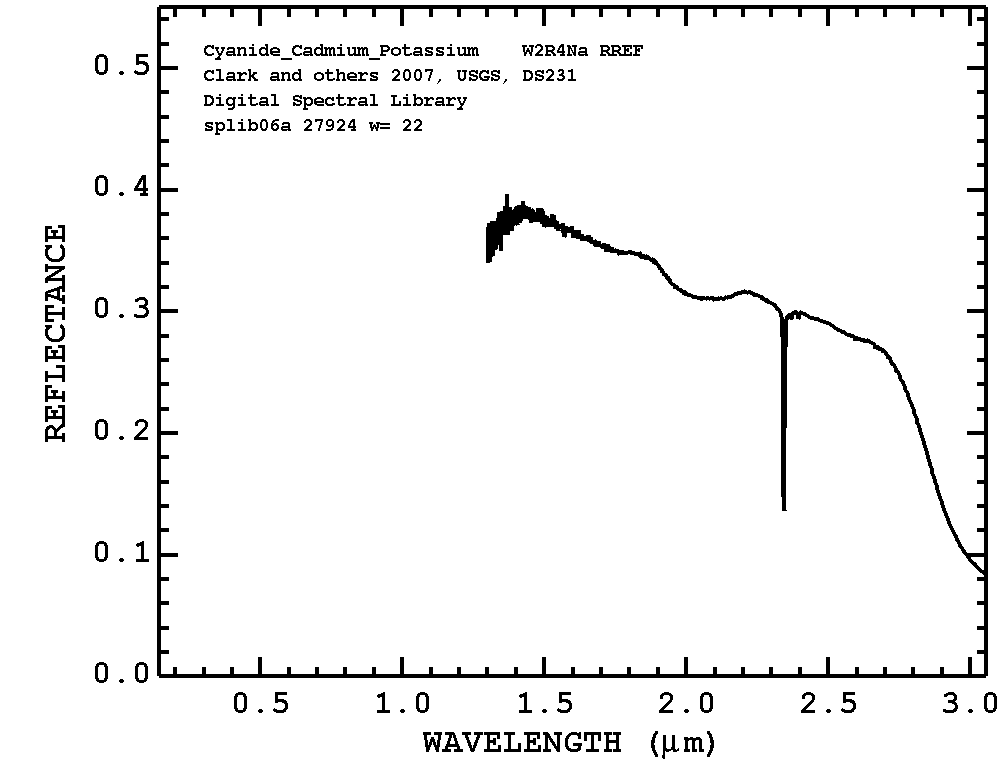 Cyanide_Cadmium_Potassium W2R4Na RREF
Clark and others 2007, USGS, DS231
Digital Spectral Library
splib06a 27924 w= 22
REFLECTANCE
0.5
0.4
0.3
0.2
0.1
0.0
0.5 1.0 1.5 2.0 2.5 3.0
WAVELENGTH (μm)